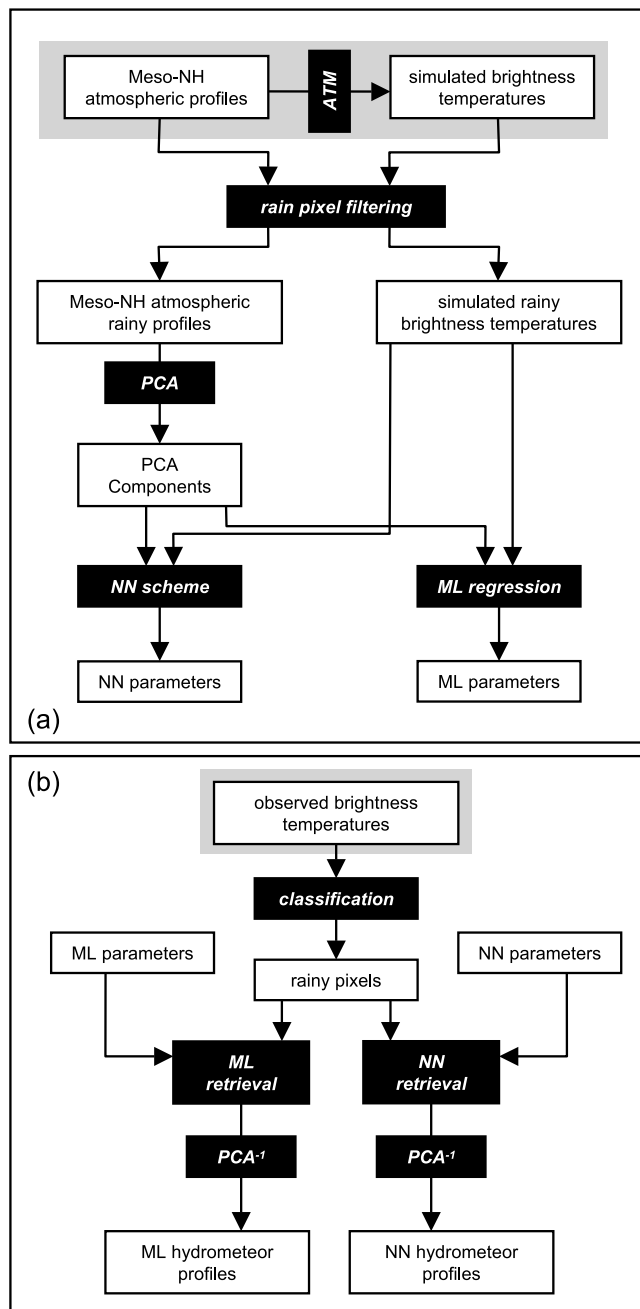 Meso-NH
atmospheric profiles
ATM
simulated brightness
temperatures
rain pixel filtering
Meso-NH atmospheric
rainy profiles
simulated rainy
brightness temperatures
PCA
PCA
Components
NN scheme
ML regression
NN parameters
ML parameters
(a)
(b)
observed brightness
temperatures
classification
ML parameters
NN parameters
rainy pixels
ML
retrieval
NN
retrieval
PCA⁻¹
PCA⁻¹
ML hydrometeor
profiles
NN hydrometeor
profiles